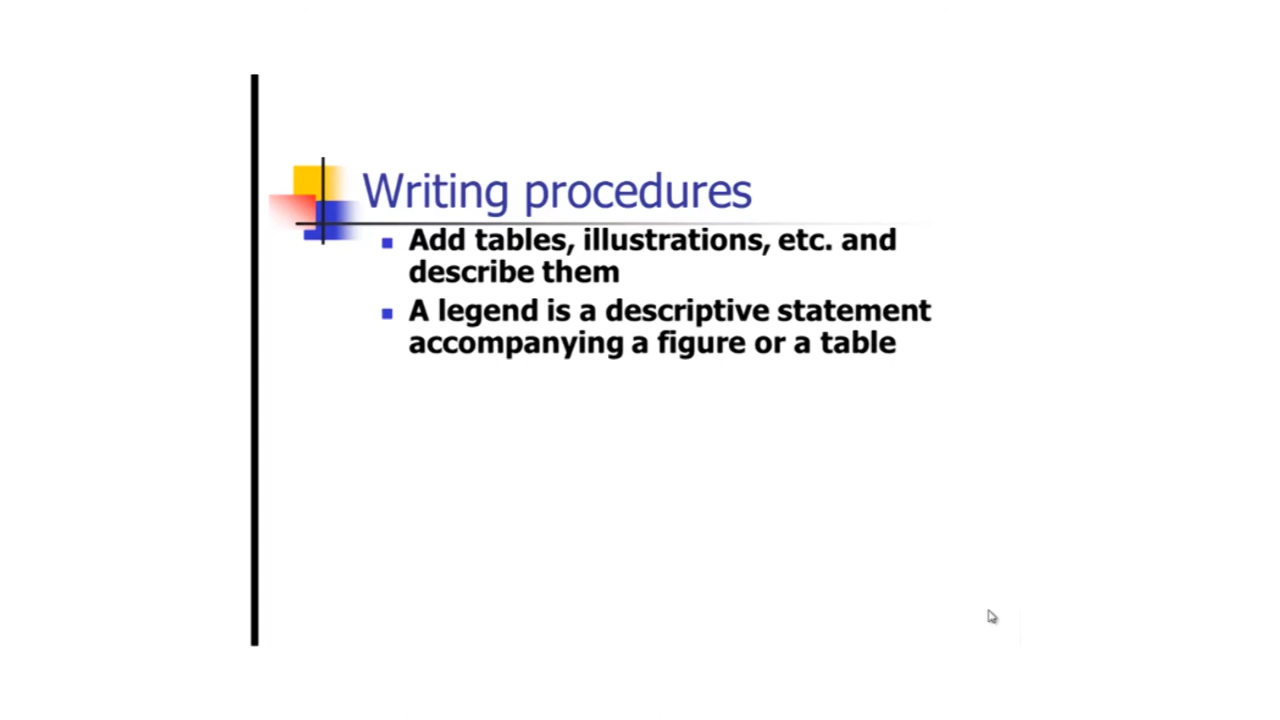 Writing procedures
Add tables, illustrations, etc. and
describe them
A legend is a descriptive statement
accompanying a figure or a table